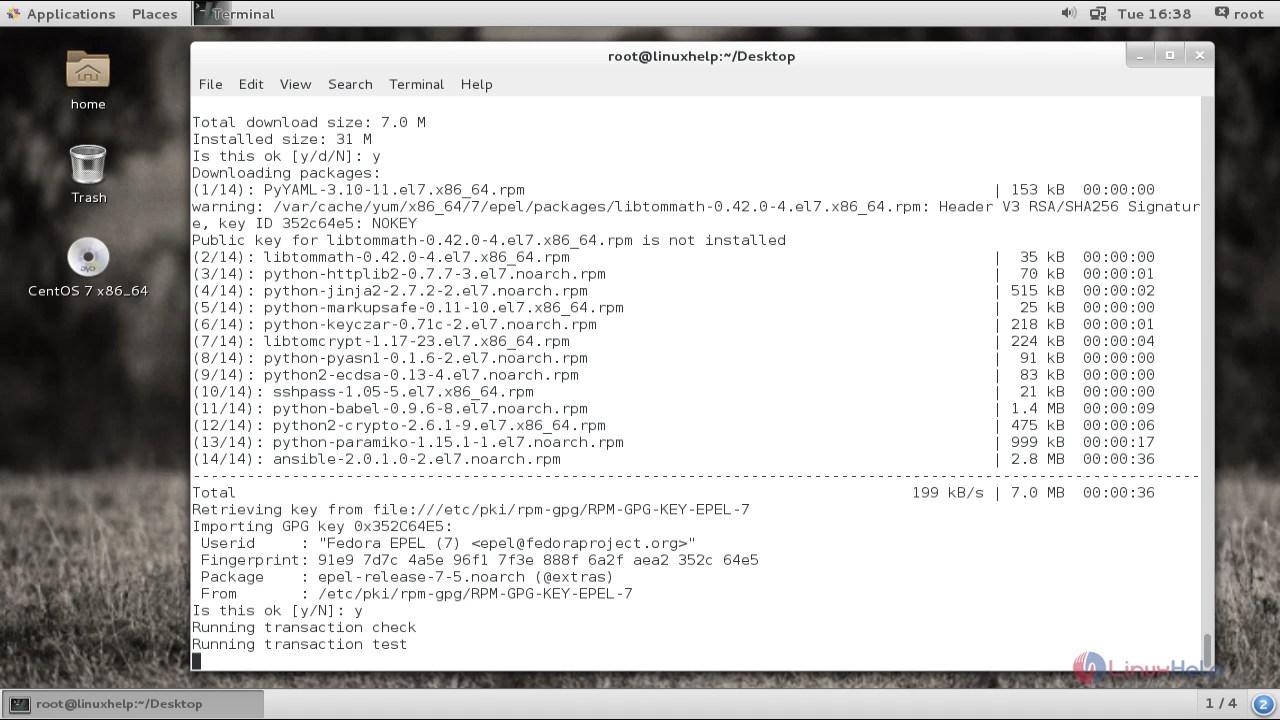 Applications Places Terminal Tue 16:38 root
home
Trash
DVD
CentOS 7 x86_64
root@linuxhelp:~/Desktop
File Edit View Search Terminal Help
Total download size: 7.0 M
Installed size: 31 M
Is this ok [y/d/N]: y
Downloading packages:
(1/14): PyYAML-3.10-11.el7.x86_64.rpm | 153 kB 00:00:00
warning: /var/cache/yum/x86_64/7/epel/packages/libtommath-0.42.0-4.el7.x86_64.rpm: Header V3 RSA/SHA256 Signatur
e, key ID 352c64e5: NOKEY
Public key for libtommath-0.42.0-4.el7.x86_64.rpm is not installed
(2/14): libtommath-0.42.0-4.el7.x86_64.rpm | 35 kB 00:00:00
(3/14): python-httplib2-0.7.7-3.el7.noarch.rpm | 70 kB 00:00:01
(4/14): python-jinja2-2.7.2-2.el7.noarch.rpm | 515 kB 00:00:02
(5/14): python-markupsafe-0.11-10.el7.x86_64.rpm | 25 kB 00:00:00
(6/14): python-keyczar-0.71c-2.el7.noarch.rpm | 218 kB 00:00:01
(7/14): libtomcrypt-1.17-23.el7.x86_64.rpm | 224 kB 00:00:04
(8/14): python-pyasn1-0.1.6-2.el7.noarch.rpm | 91 kB 00:00:00
(9/14): python2-ecdsa-0.13-4.el7.noarch.rpm | 83 kB 00:00:00
(10/14): sshpass-1.05-5.el7.x86_64.rpm | 21 kB 00:00:00
(11/14): python-babel-0.9.6-8.el7.noarch.rpm | 1.4 MB 00:00:09
(12/14): python2-crypto-2.6.1-9.el7.x86_64.rpm | 475 kB 00:00:06
(13/14): python-paramiko-1.15.1-1.el7.noarch.rpm | 999 kB 00:00:17
(14/14): ansible-2.0.1.0-2.el7.noarch.rpm | 2.8 MB 00:00:36
--------------------------------------------------------------------------------
Total 199 kB/s | 7.0 MB 00:00:36
Retrieving key from file:///etc/pki/rpm-gpg/RPM-GPG-KEY-EPEL-7
Importing GPG key 0x352C64E5:
Userid : "Fedora EPEL (7) <epel@fedoraproject.org>"
Fingerprint: 91e9 7d7c 4a5e 96f1 7f3e 888f 6a2f aea2 352c 64e5
Package : epel-release-7-5.noarch (@extras)
From : /etc/pki/rpm-gpg/RPM-GPG-KEY-EPEL-7
Is this ok [y/N]: y
Running transaction check
Running transaction test
LinuxHelp
root@linuxhelp:~/Desktop 1 / 4 2